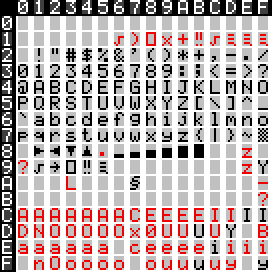 0 1 2 3 4 5 6 7 8 9 A B C D E F
0
1
2 ! " # $ % & ' ( ) * + , - . /
3 0 1 2 3 4 5 6 7 8 9 : ; < = > ?
4 @ A B C D E F G H I J K L M N O
5 P Q R S T U V W X Y Z [ \ ] ^ _
6 ` a b c d e f g h i j k l m n o
7 p q r s t u v w x y z { | } ~
8 z
9 ? z Y
A L
B ?
C A A A A A A A C E E E E I I I I
D D N O O O O O x 0 U U U U Y B
E a a a a a a c e e e e i i i i
F n O o o o o o u u u u y y